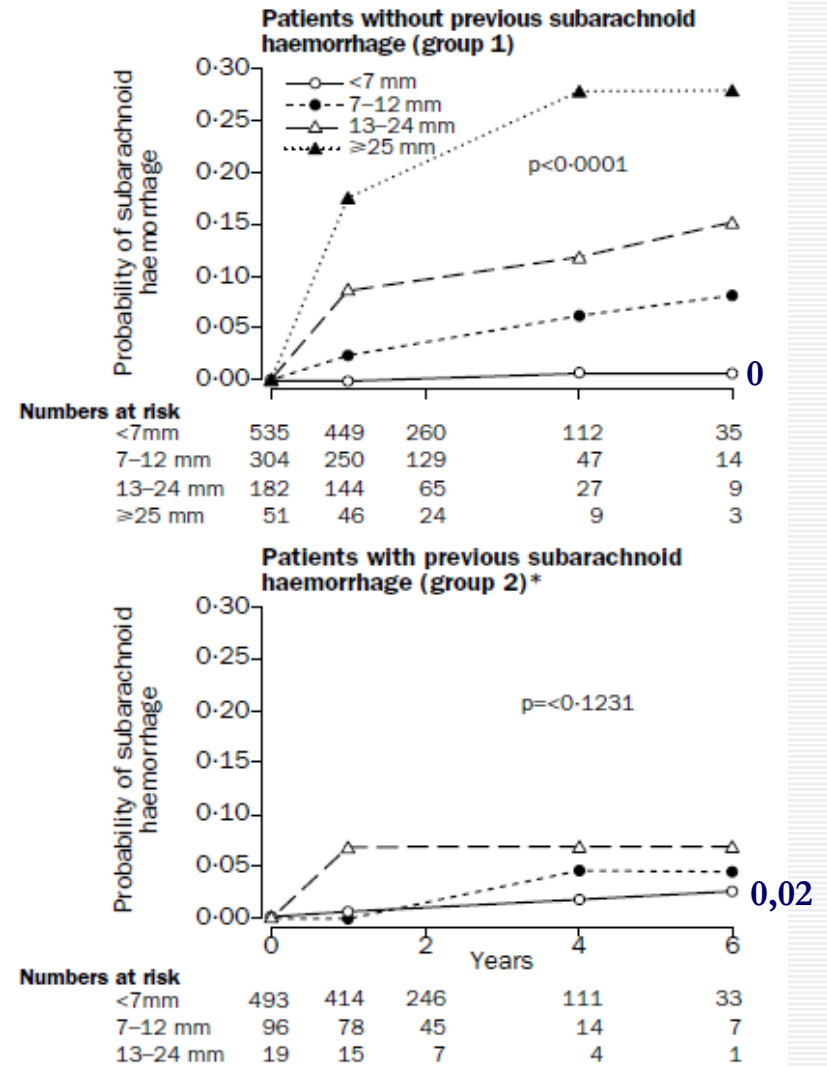 Patients without previous subarachnoid
haemorrhage (group 1)
Probability of subarachnoid
haemorrhage
0·30
0·25
0·20
0·15
0·10
0·05
0·00
<7 mm
7–12 mm
13–24 mm
≥25 mm
p<0·0001
0
Numbers at risk
<7mm 535 449 260 112 35
7–12 mm 304 250 129 47 14
13–24 mm 182 144 65 27 9
≥25 mm 51 46 24 9 3
Patients with previous subarachnoid
haemorrhage (group 2)*
Probability of subarachnoid
haemorrhage
0·30
0·25
0·20
0·15
0·10
0·05
0·00
p=<0·1231
0,02
0 2 4 6
Years
Numbers at risk
<7mm 493 414 246 111 33
7–12 mm 96 78 45 14 7
13–24 mm 19 15 7 4 1